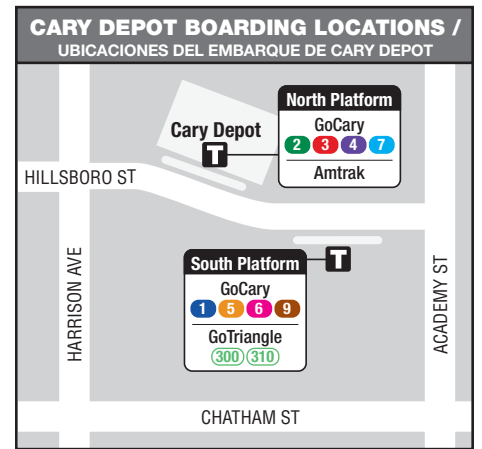 CARY DEPOT BOARDING LOCATIONS /
UBICACIONES DEL EMBARQUE DE CARY DEPOT
North Platform
GoCary
2 3 4 7
Amtrak
Cary Depot
T
HILLSBORO ST
T
South Platform
GoCary
1 5 6 9
GoTriangle
300 310
HARRISON AVE
ACADEMY ST
CHATHAM ST